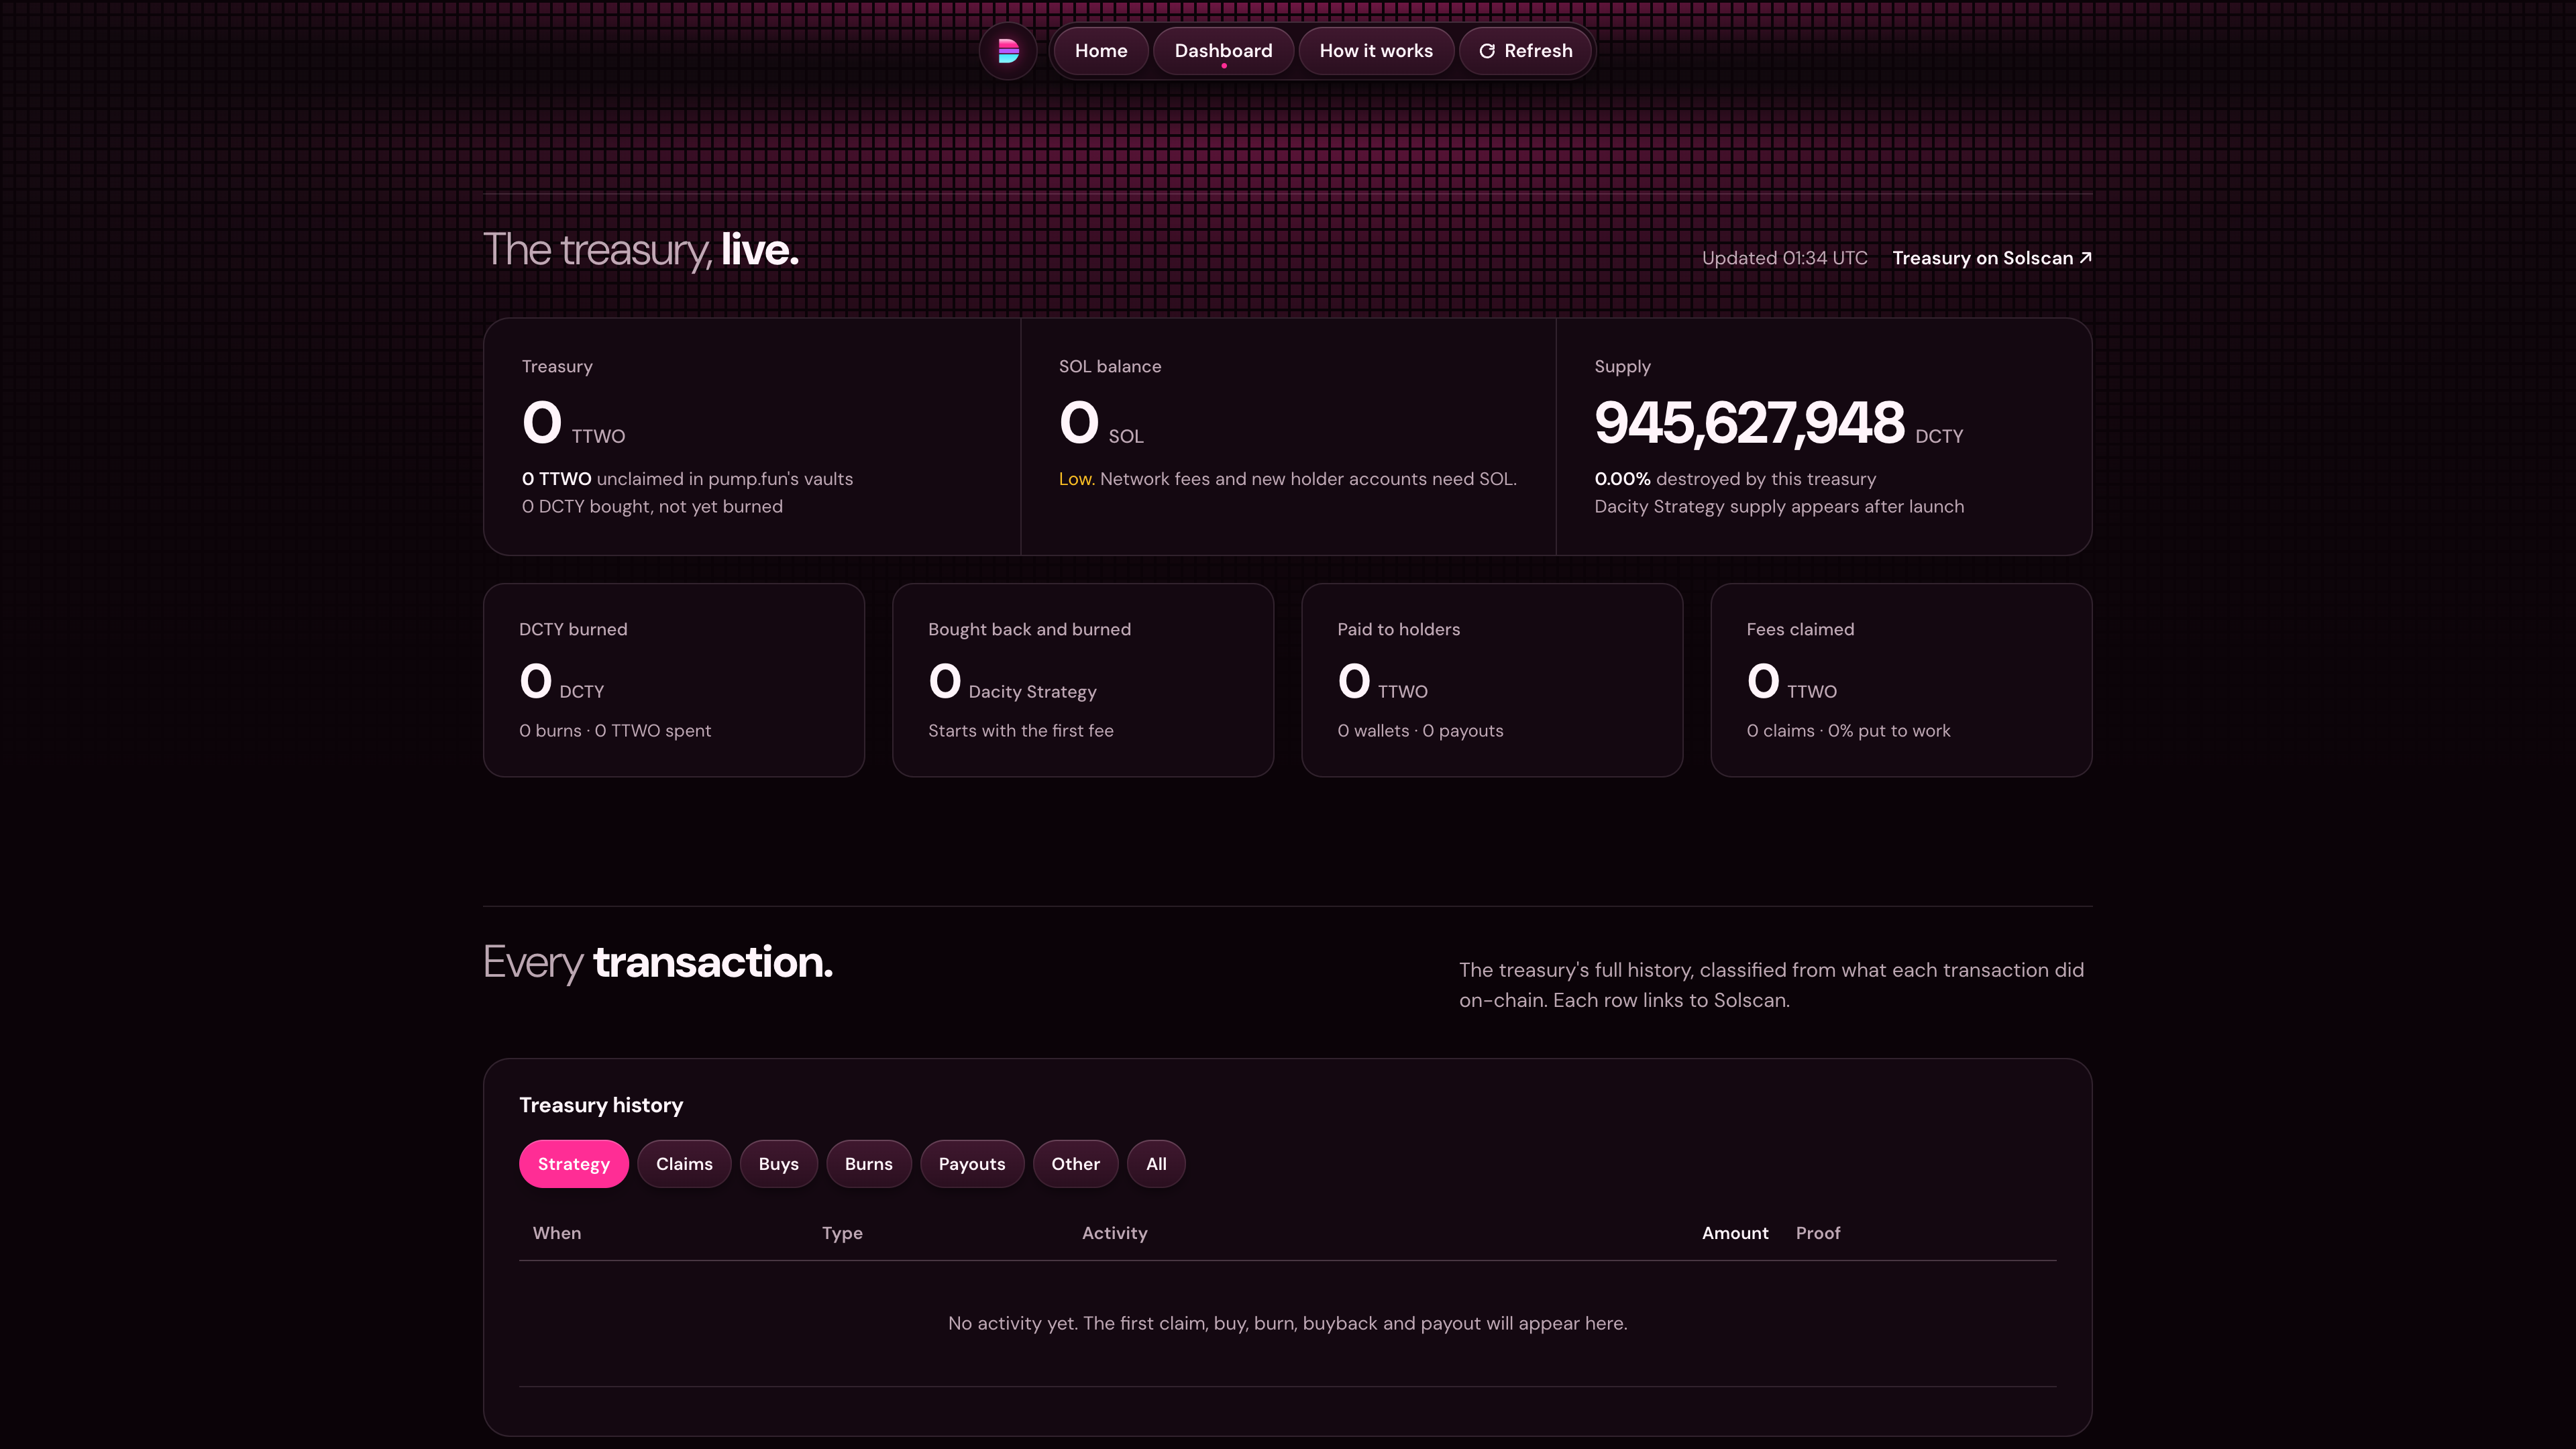 Home
Dashboard
How it works
Refresh
The treasury, live.
Updated 01:34 UTC
Treasury on Solscan ↗
Treasury
0 TTWO
0 TTWO unclaimed in pump.fun's vaults
0 DCTY bought, not yet burned
SOL balance
0 SOL
Low. Network fees and new holder accounts need SOL.
Supply
945,627,948 DCTY
0.00% destroyed by this treasury
Dacity Strategy supply appears after launch
DCTY burned
0 DCTY
0 burns · 0 TTWO spent
Bought back and burned
0 Dacity Strategy
Starts with the first fee
Paid to holders
0 TTWO
0 wallets · 0 payouts
Fees claimed
0 TTWO
0 claims · 0% put to work
Every transaction.
The treasury's full history, classified from what each transaction did
on-chain. Each row links to Solscan.
Treasury history
Strategy
Claims
Buys
Burns
Payouts
Other
All
When
Type
Activity
Amount
Proof
No activity yet. The first claim, buy, burn, buyback and payout will appear here.